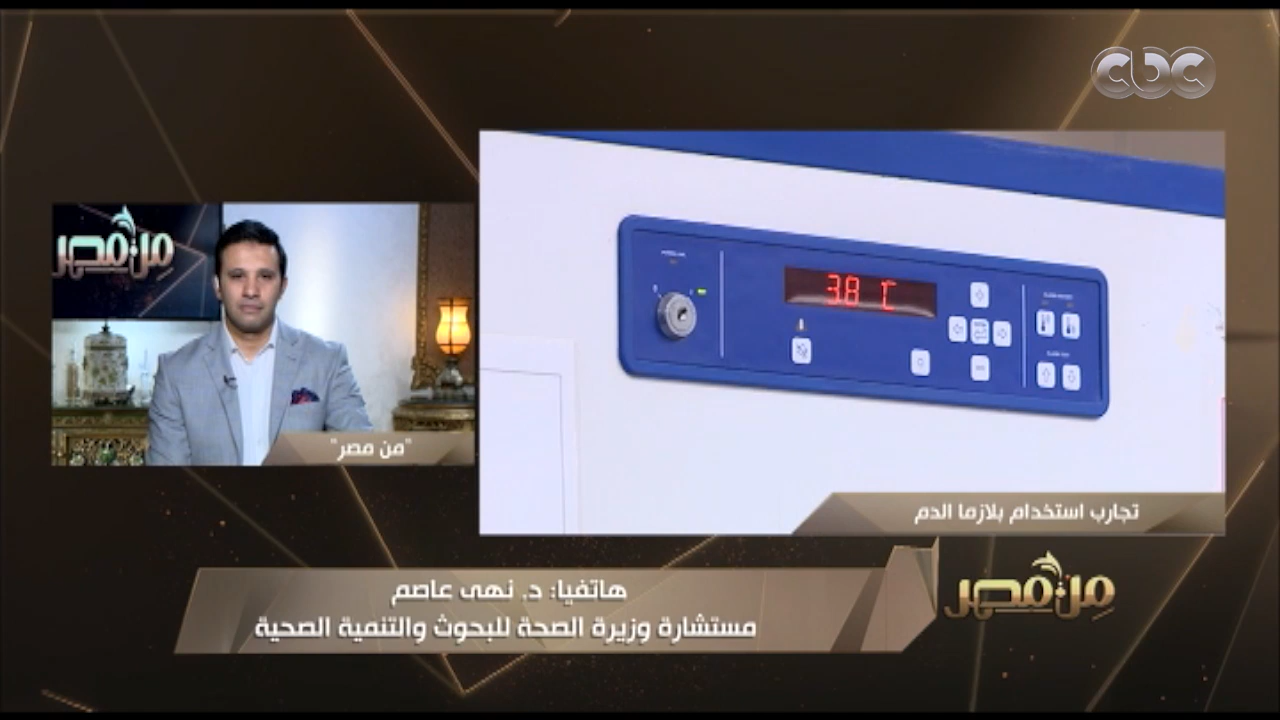 cbc
من مصر
"من مصر"
38 C
تجارب استخدام بلازما الدم
هاتفيا: د. نهى عاصم
مستشارة وزيرة الصحة للبحوث والتنمية الصحية
من مصر